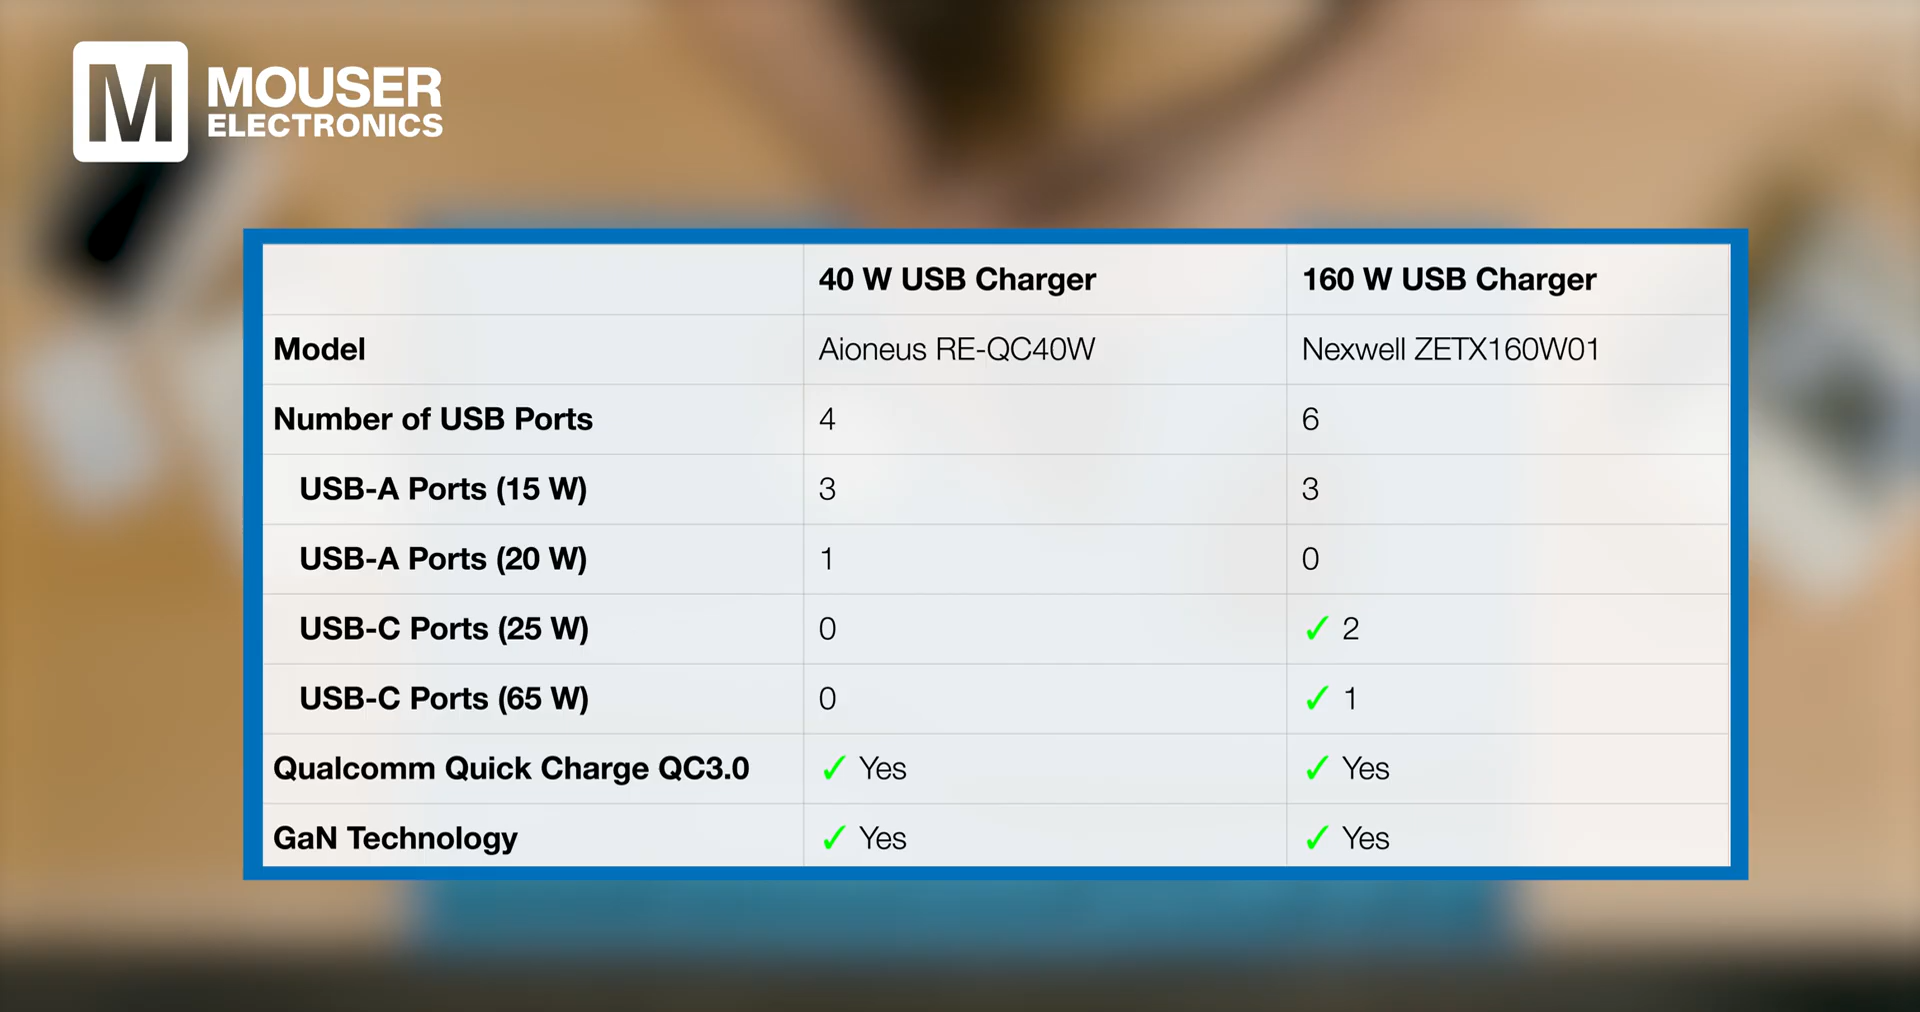 M MOUSER
ELECTRONICS
40 W USB Charger 160 W USB Charger
Model Aioneus RE-QC40W Nexwell ZETX160W01
Number of USB Ports 4 6
USB-A Ports (15 W) 3 3
USB-A Ports (20 W) 1 0
USB-C Ports (25 W) 0 ✓ 2
USB-C Ports (65 W) 0 ✓ 1
Qualcomm Quick Charge QC3.0 ✓ Yes ✓ Yes
GaN Technology ✓ Yes ✓ Yes